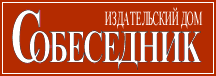 ИЗДАТЕЛЬСКИЙ ДОМ
СОБЕСЕДНИК